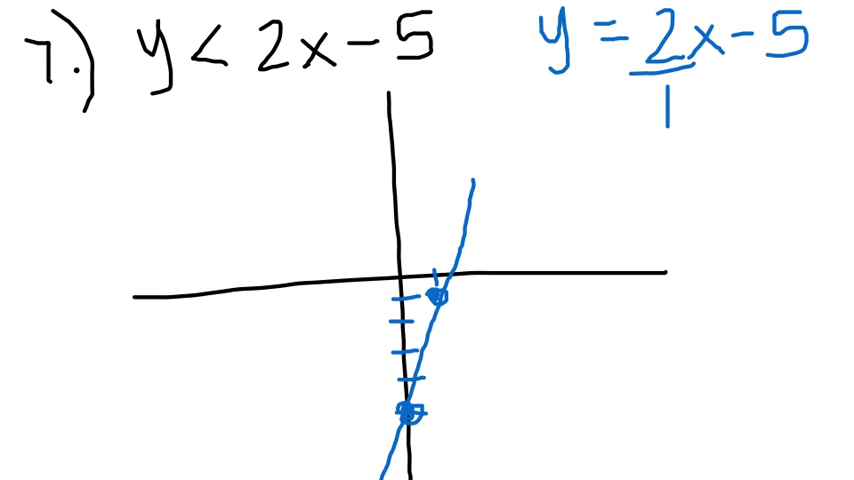 7.) y < 2x - 5
y = 2x - 5
1